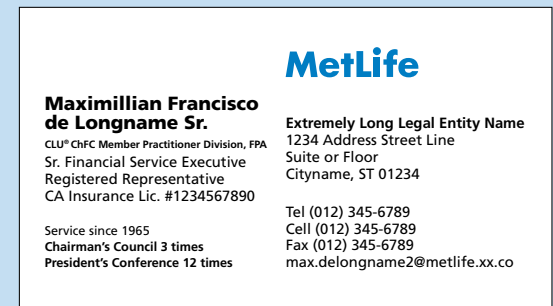 MetLife
Maximillian Francisco
de Longname Sr.
CLU® ChFC Member Practitioner Division, FPA
Sr. Financial Service Executive
Registered Representative
CA Insurance Lic. #1234567890
Service since 1965
Chairman's Council 3 times
President's Conference 12 times
Extremely Long Legal Entity Name
1234 Address Street Line
Suite or Floor
Cityname, ST 01234
Tel (012) 345-6789
Cell (012) 345-6789
Fax (012) 345-6789
max.delongname2@metlife.xx.co